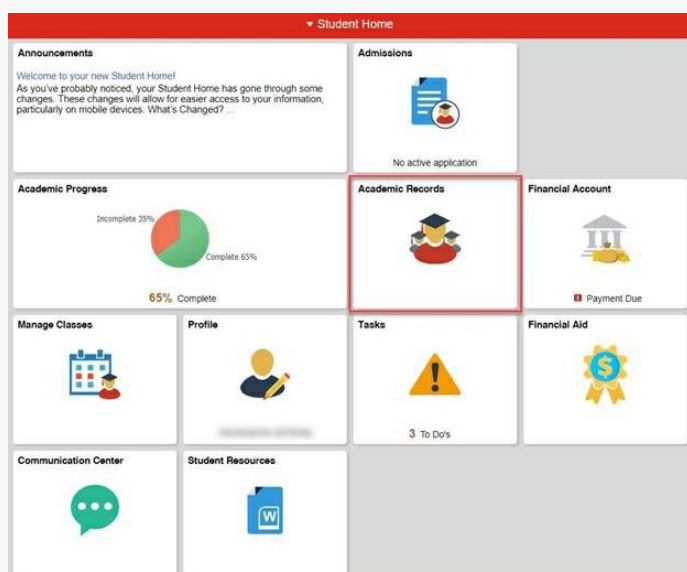 Student Home
Announcements
Welcome to your new Student Home!
As you've probably noticed, your Student Home has gone through some
changes. These changes will allow for easier access to your information,
particularly on mobile devices. What's Changed? ...
Admissions
No active application
Academic Progress
Incomplete 35%
Complete 65%
65% Complete
Academic Records
Financial Account
Payment Due
Manage Classes
Profile
Tasks
3 To Do's
Financial Aid
Communication Center
Student Resources
W